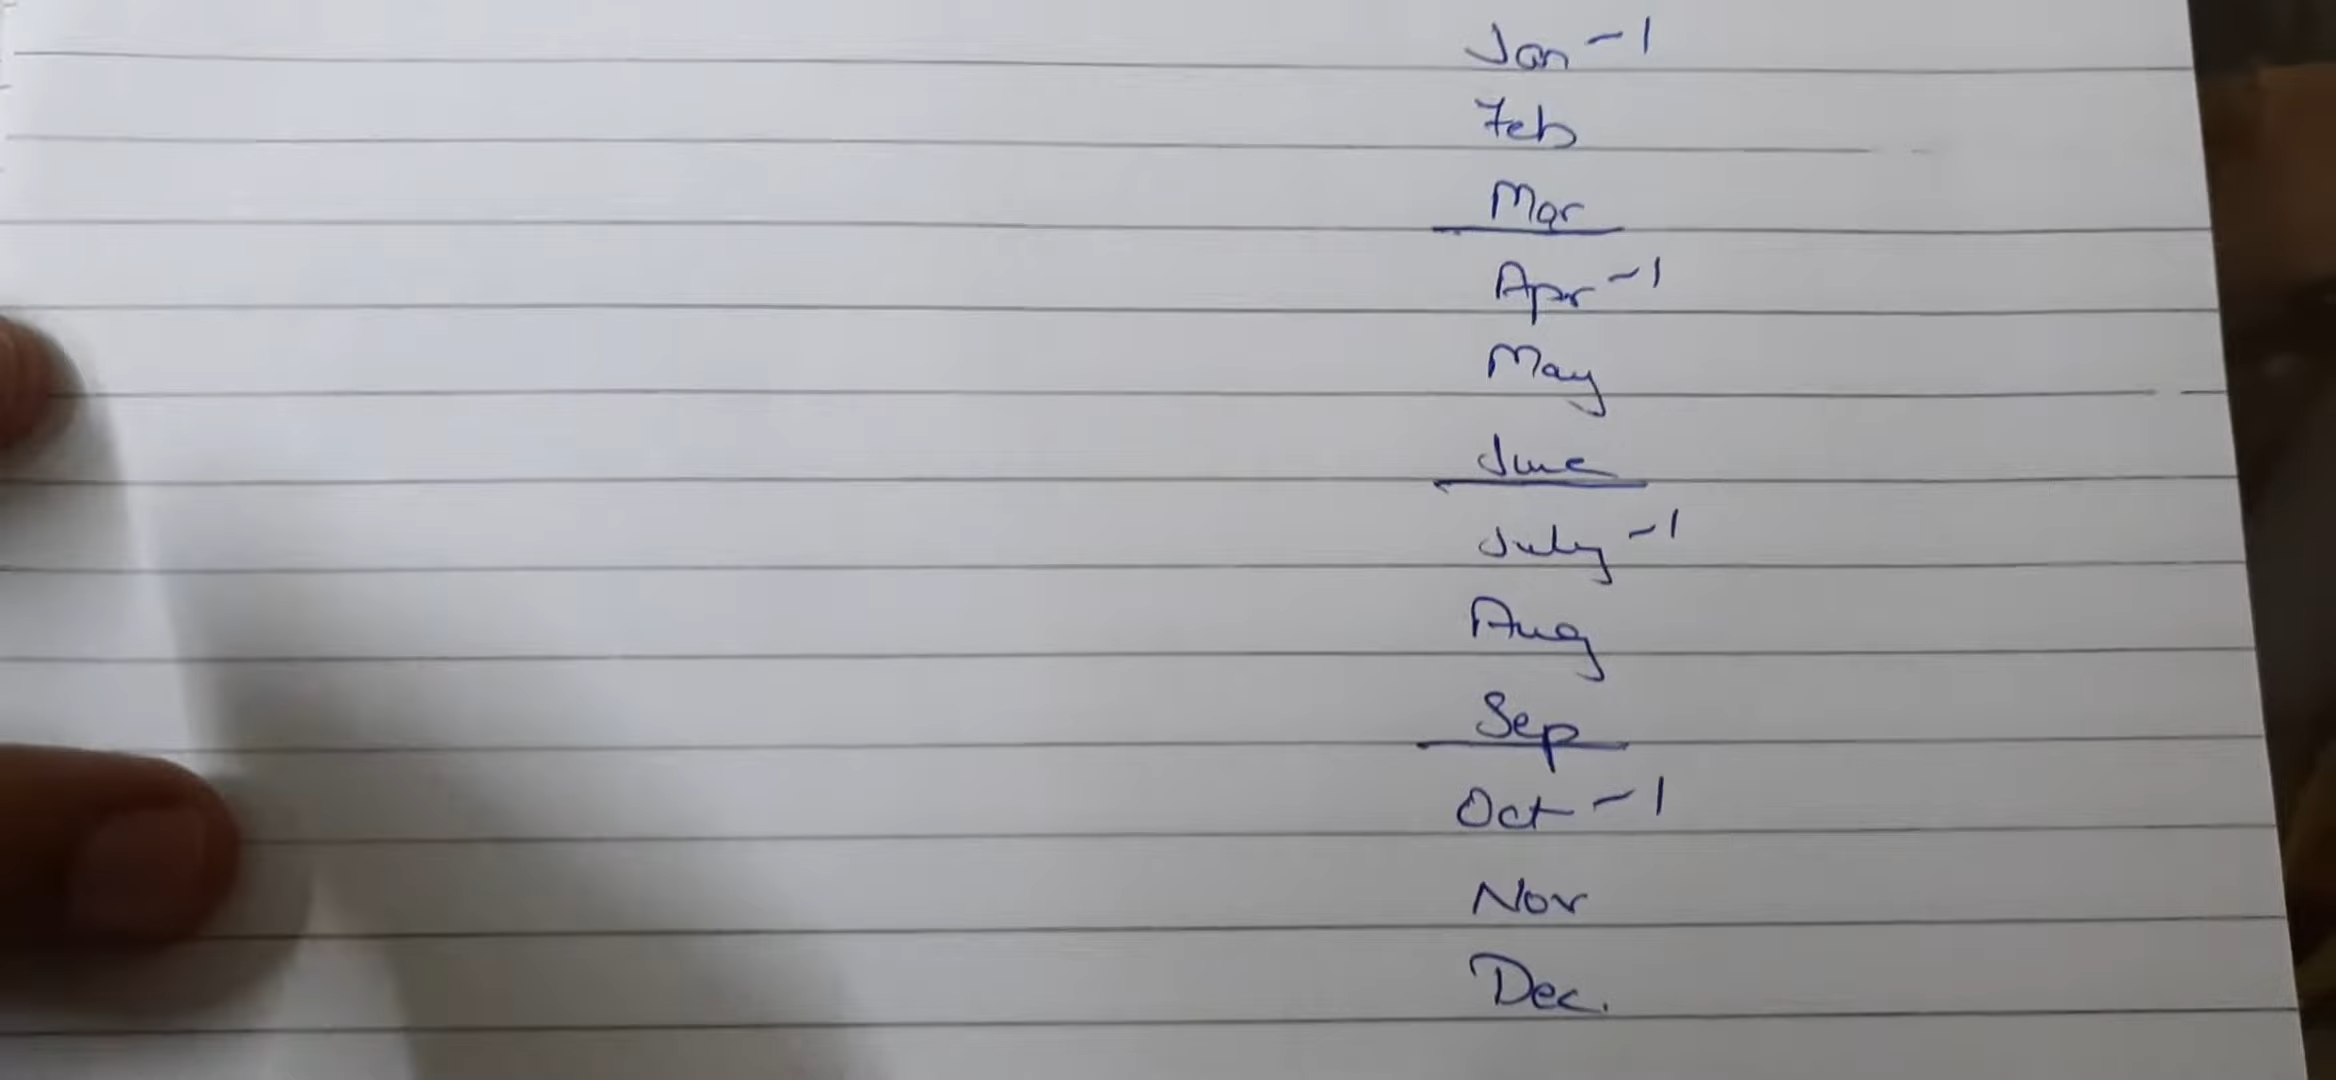 Jan - 1
Feb
Mar
Apr - 1
May
June
July - 1
Aug
Sep
Oct - 1
Nov
Dec.